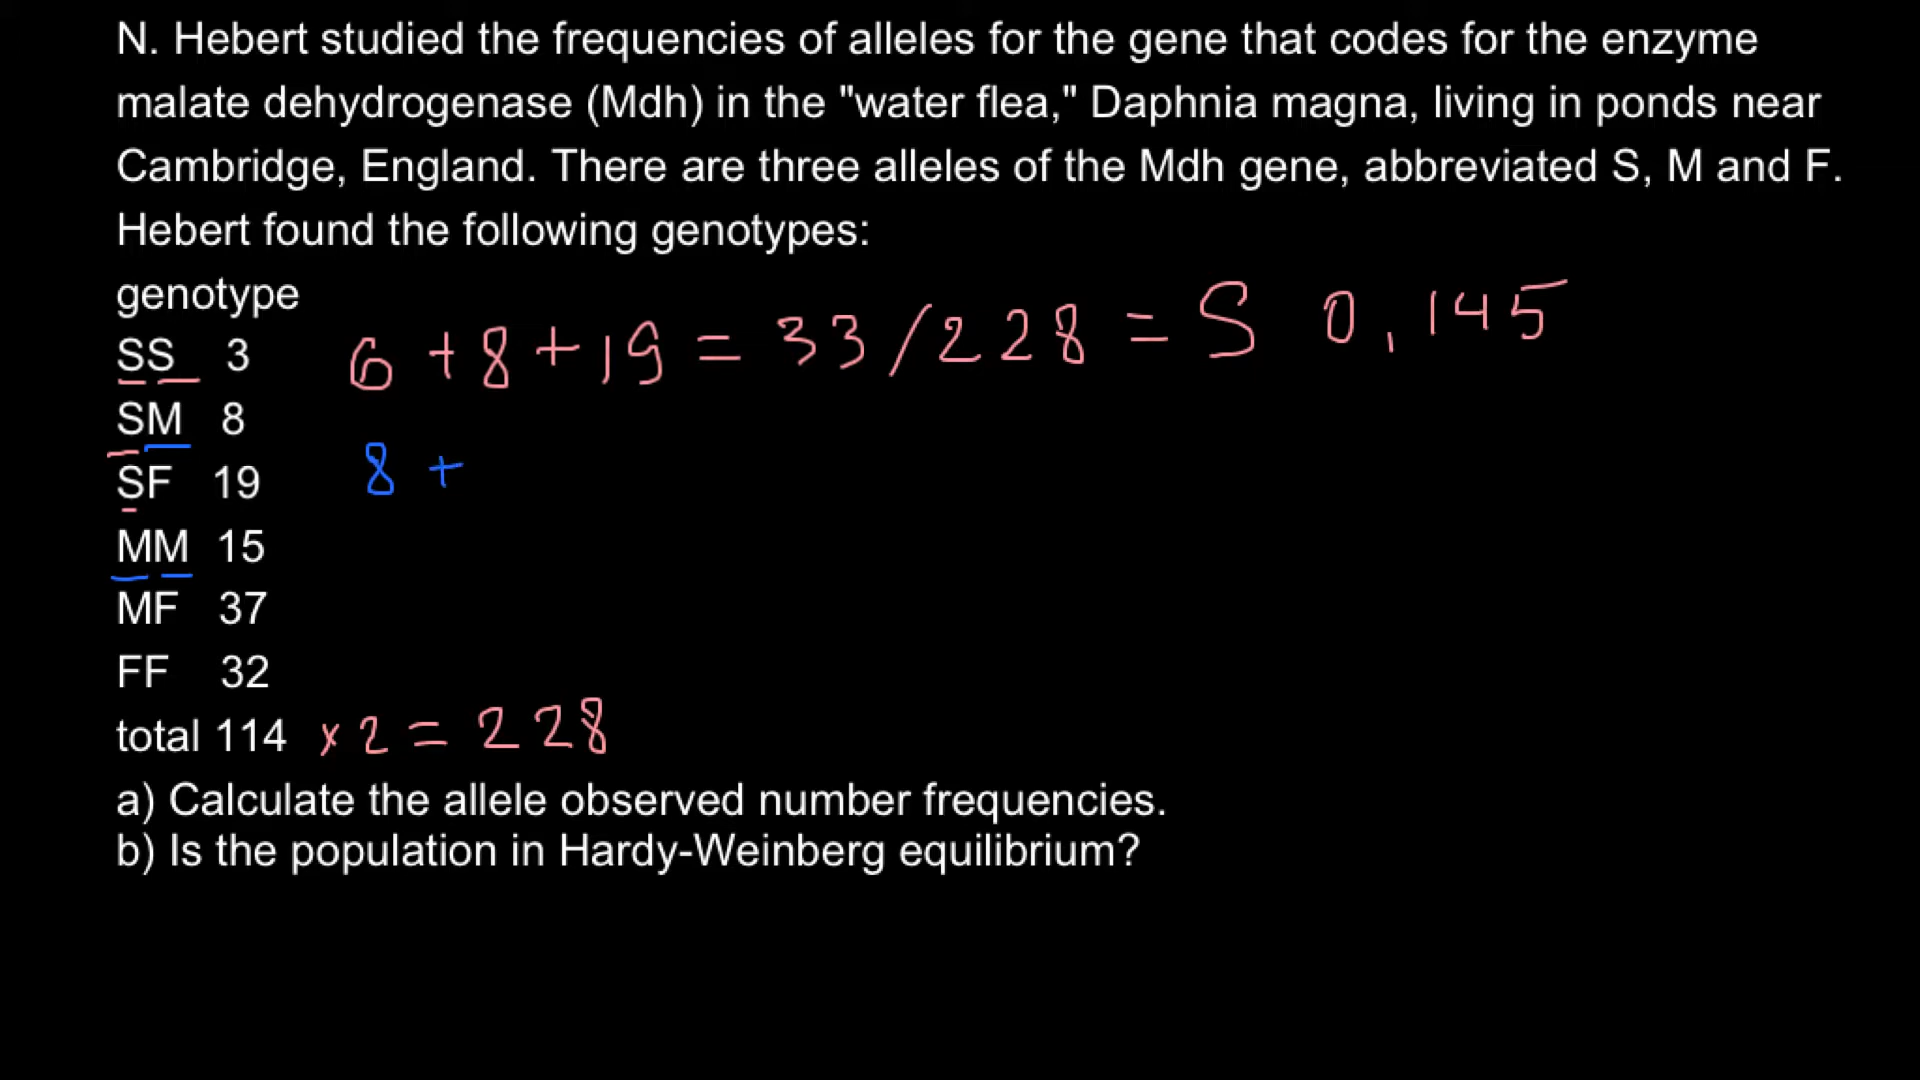 N. Hebert studied the frequencies of alleles for the gene that codes for the enzyme
malate dehydrogenase (Mdh) in the "water flea," Daphnia magna, living in ponds near
Cambridge, England. There are three alleles of the Mdh gene, abbreviated S, M and F.
Hebert found the following genotypes:
genotype
SS 3 6 + 8 + 19 = 33 / 228 = S 0,145
SM 8
SF 19 8 +
MM 15
MF 37
FF 32
total 114 x 2 = 228
a) Calculate the allele observed number frequencies.
b) Is the population in Hardy-Weinberg equilibrium?